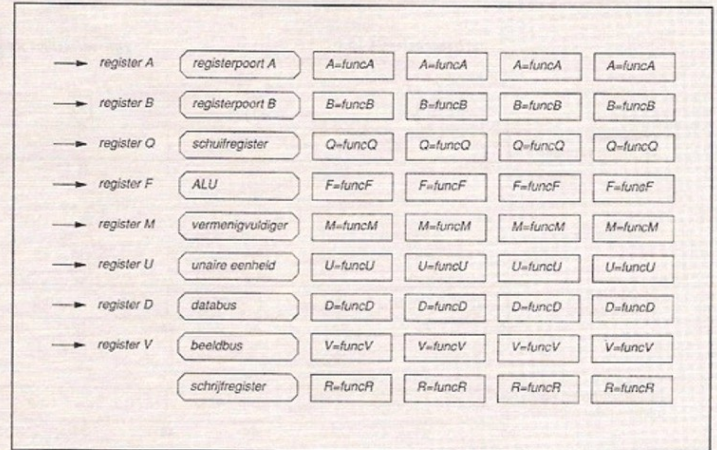 register A registerpoort A A=funcA A=funcA A=funcA A=funcA
register B registerpoort B B=funcB B=funcB B=funcB B=funcB
register Q schuifregister Q=funcQ Q=funcQ Q=funcQ Q=funcQ
register F ALU F=funcF F=funcF F=funcF F=funcF
register M vermenigvuldiger M=funcM M=funcM M=funcM M=funcM
register U unaire eenheid U=funcU U=funcU U=funcU U=funcU
register D databus D=funcD D=funcD D=funcD D=funcD
register V beeldbus V=funcV V=funcV V=funcV V=funcV
schrijfregister R=funcR R=funcR R=funcR R=funcR